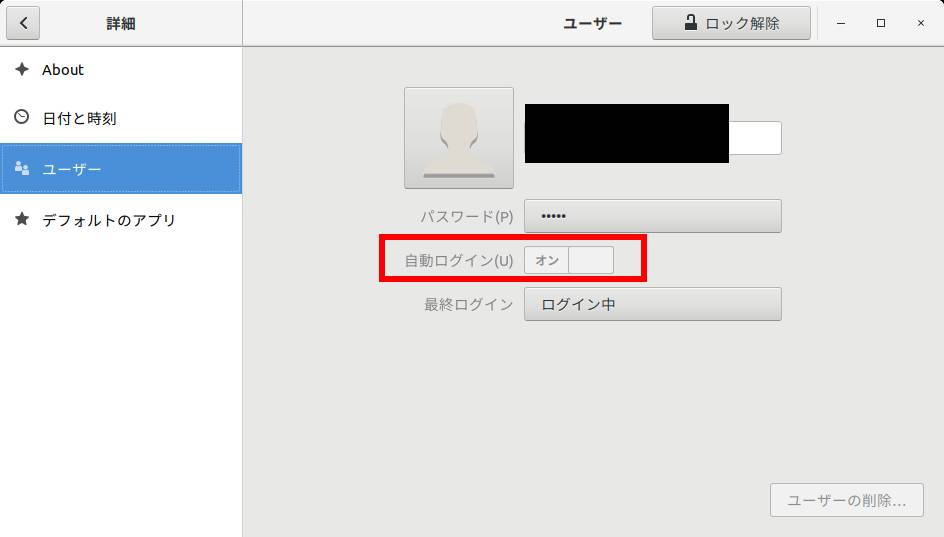 詳細
ユーザー
ロック解除
About
日付と時刻
ユーザー
デフォルトのアプリ
パスワード(P)
•••••
自動ログイン(U)
オン
最終ログイン
ログイン中
ユーザーの削除...